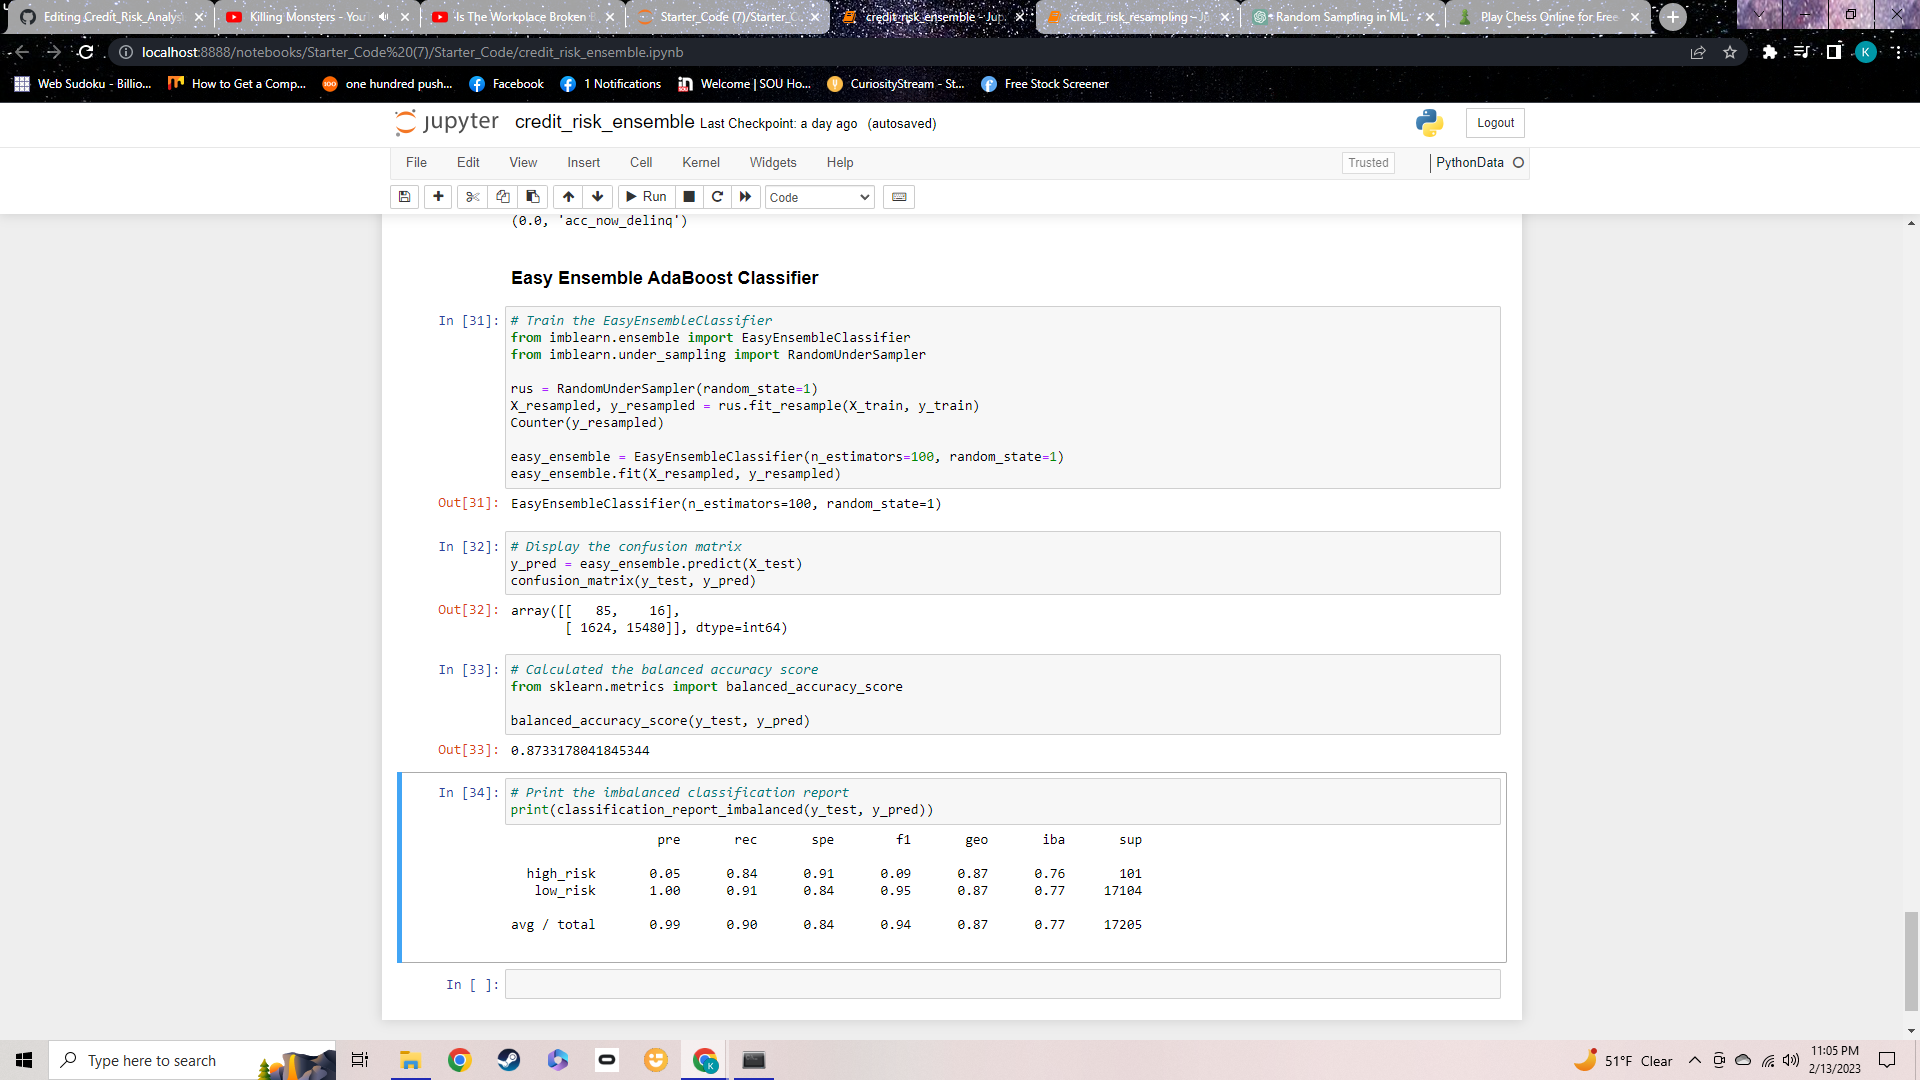 Editing Credit_Risk_Analys
Killing Monsters - You
Is The Workplace Broken
Starter_Code (7)/Starter_C
credit_risk_ensemble - Jup
credit_risk_resampling - Ju
Random Sampling in ML.
Play Chess Online for Free
localhost:8888/notebooks/Starter_Code%20(7)/Starter_Code/credit_risk_ensemble.ipynb
K
Web Sudoku - Billio...
How to Get a Comp...
100
one hundred push...
Facebook
1 Notifications
in
Welcome | SOU Ho...
CuriosityStream - St...
Free Stock Screener
jupyter
credit_risk_ensemble Last Checkpoint: a day ago (autosaved)
Logout
File Edit View Insert Cell Kernel Widgets Help
Trusted
PythonData
Run
Code
(0.0, 'acc_now_delinq')
Easy Ensemble AdaBoost Classifier
In [31]: # Train the EasyEnsembleClassifier
from imblearn.ensemble import EasyEnsembleClassifier
from imblearn.under_sampling import RandomUnderSampler
rus = RandomUnderSampler(random_state=1)
X_resampled, y_resampled = rus.fit_resample(X_train, y_train)
Counter(y_resampled)
easy_ensemble = EasyEnsembleClassifier(n_estimators=100, random_state=1)
easy_ensemble.fit(X_resampled, y_resampled)
Out[31]: EasyEnsembleClassifier(n_estimators=100, random_state=1)
In [32]: # Display the confusion matrix
y_pred = easy_ensemble.predict(X_test)
confusion_matrix(y_test, y_pred)
Out[32]: array([[   85,    16],
[ 1624, 15480]], dtype=int64)
In [33]: # Calculated the balanced accuracy score
from sklearn.metrics import balanced_accuracy_score
balanced_accuracy_score(y_test, y_pred)
Out[33]: 0.8733178041845344
In [34]: # Print the imbalanced classification report
print(classification_report_imbalanced(y_test, y_pred))
pre rec spe f1 geo iba sup
high_risk 0.05 0.84 0.91 0.09 0.87 0.76 101
low_risk 1.00 0.91 0.84 0.95 0.87 0.77 17104
avg / total 0.99 0.90 0.84 0.94 0.87 0.77 17205
In [ ]:
Type here to search
K
51°F Clear
11:05 PM
2/13/2023